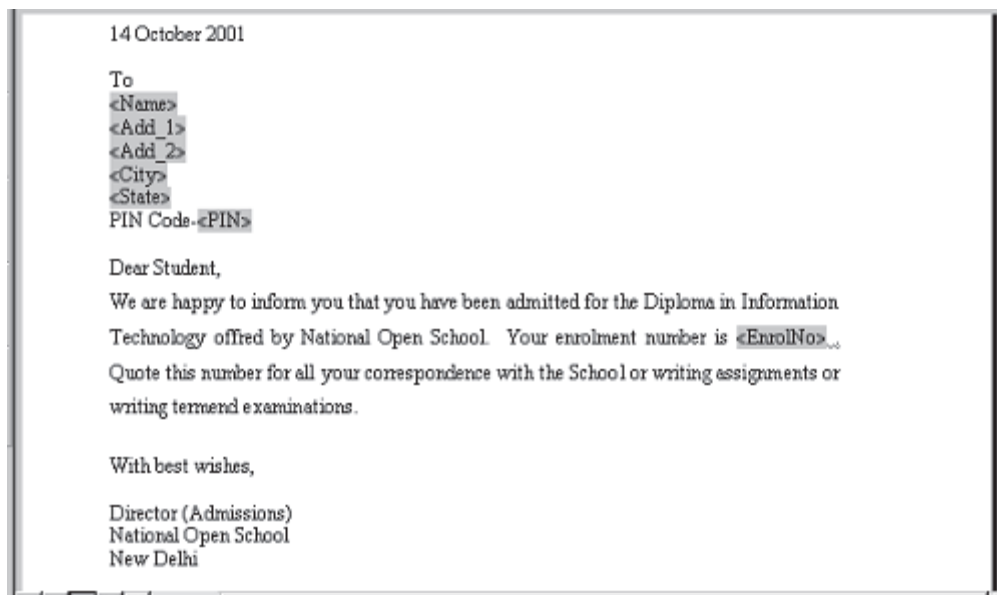 14 October 2001
To
<Name>
<Add_1>
<Add_2>
<City>
<State>
PIN Code-<PIN>
Dear Student,
We are happy to inform you that you have been admitted for the Diploma in Information
Technology offred by National Open School. Your enrolment number is <EnrolNo>..
Quote this number for all your correspondence with the School or writing assignments or
writing termend examinations.
With best wishes,
Director (Admissions)
National Open School
New Delhi